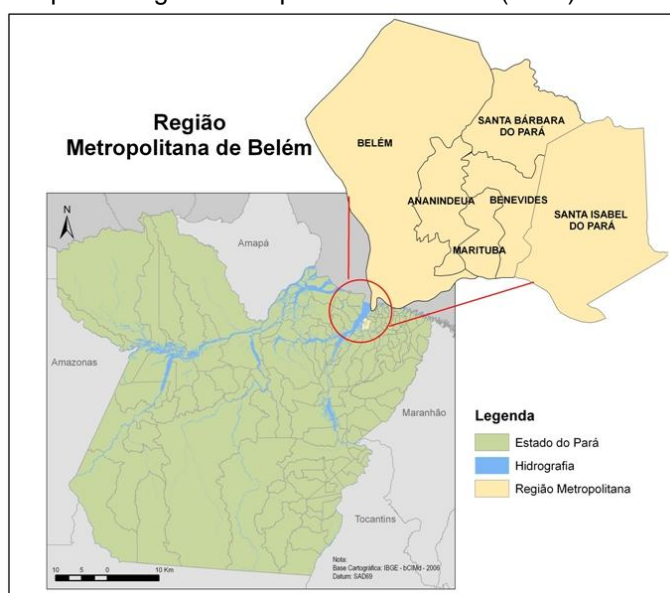 Região
Metropolitana de Belém
BELÉM
SANTA BÁRBARA
DO PARÁ
ANANINDEUA
BENEVIDES
MARITUBA
SANTA ISABEL
DO PARÁ
N
Amapá
Amazonas
Maranhão
Tocantins
Legenda
Estado do Pará
Hidrografia
Região Metropolitana
Nota:
Base Cartográfica: IBGE - bCIMd - 2006
Datum: SAD69
10 5 0 10 Km